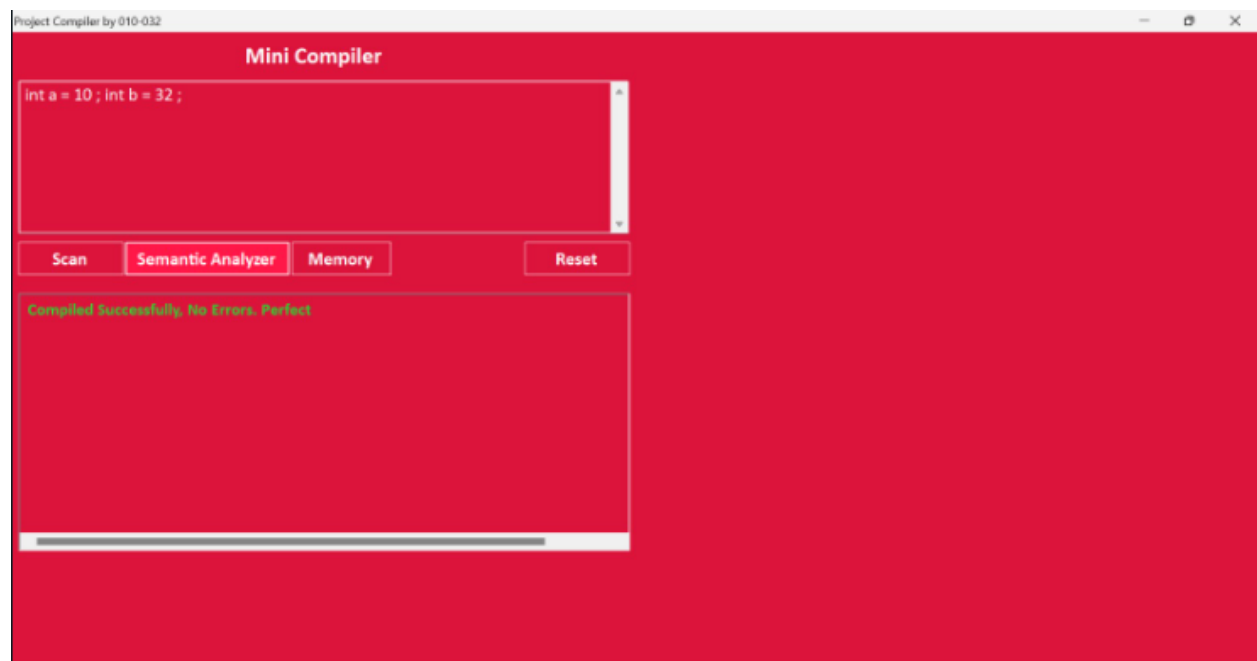 Project Compiler by 010-032
Mini Compiler
int a = 10 ; int b = 32 ;
Scan Semantic Analyzer Memory Reset
Compiled Successfully, No Errors. Perfect